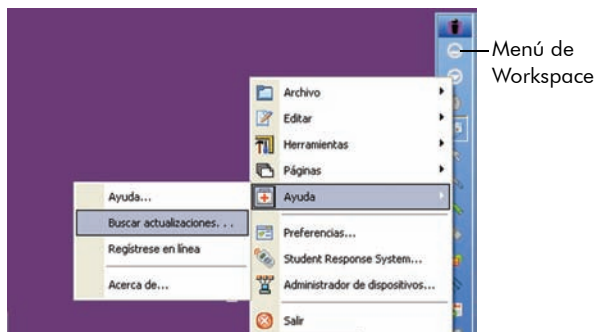 Menú de
Workspace
Archivo
Editar
Herramientas
Páginas
Ayuda
Ayuda...
Buscar actualizaciones. . .
Regístrese en línea
Acerca de...
Preferencias...
Student Response System...
Administrador de dispositivos...
Salir